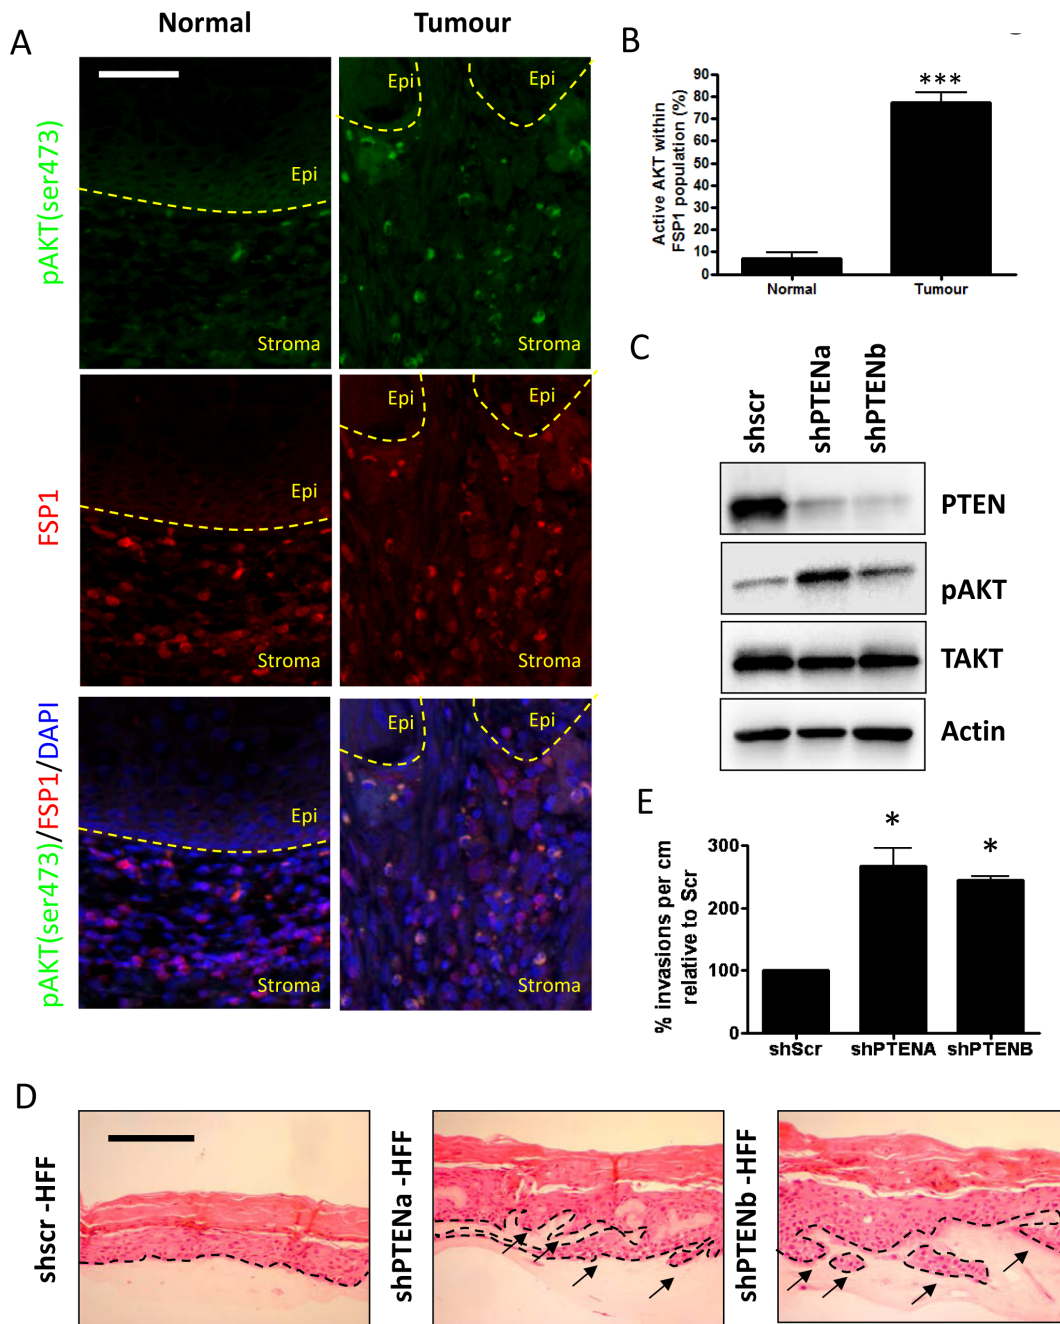 A
Normal
Tumour
pAKT(ser473)
Epi
Stroma
Epi
Epi
Stroma
FSP1
Epi
Stroma
Epi
Epi
Stroma
pAKT(ser473)/FSP1/DAPI
Epi
Stroma
Epi
Epi
Stroma
B
Active AKT within
FSP1 population (%)
90
80
70
60
50
40
30
20
10
0
***
Normal
Tumour
C
shscr
shPTENa
shPTENb
PTEN
pAKT
TAKT
Actin
E
% invasions per cm
relative to Scr
300
200
100
0
*
*
shScr
shPTENA
shPTENB
D
shscr -HFF
shPTENa -HFF
shPTENb -HFF